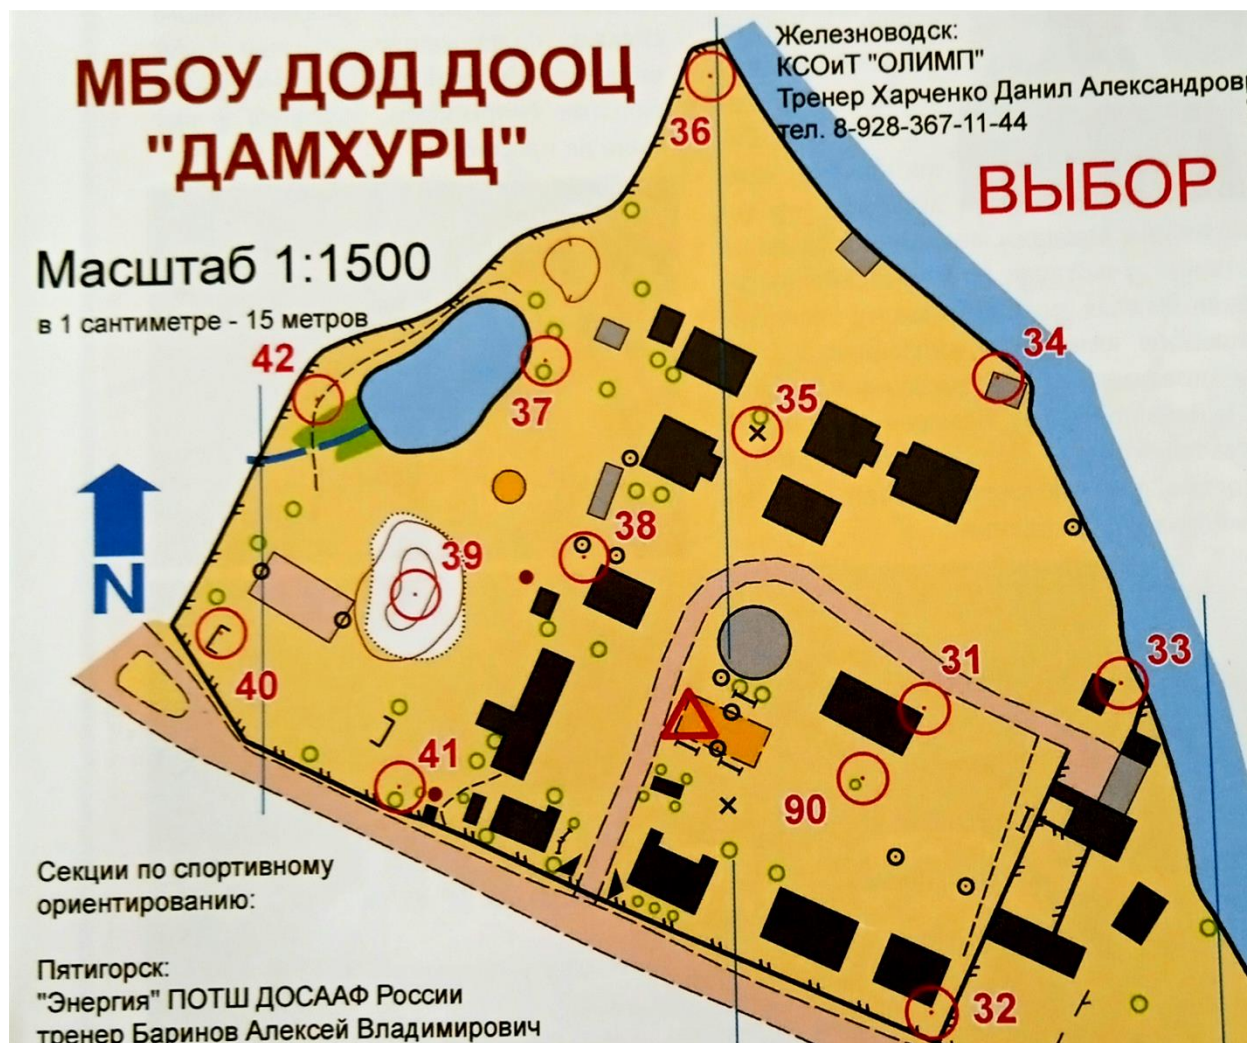 МБОУ ДОД ДООЦ
"ДАМХУРЦ"
Масштаб 1:1500
в 1 сантиметре - 15 метров
Железноводск:
КСОиТ "ОЛИМП"
Тренер Харченко Данил
тел. 8-928-367-11-44
ВЫБОР
36
34
42
37
35
38
39
N
40
31
33
41
90
32
Секции по спортивному
ориентированию:
Пятигорск:
"Энергия" ПОТШ ДОСААФ России
тренер Баринов Алексей Владимирович